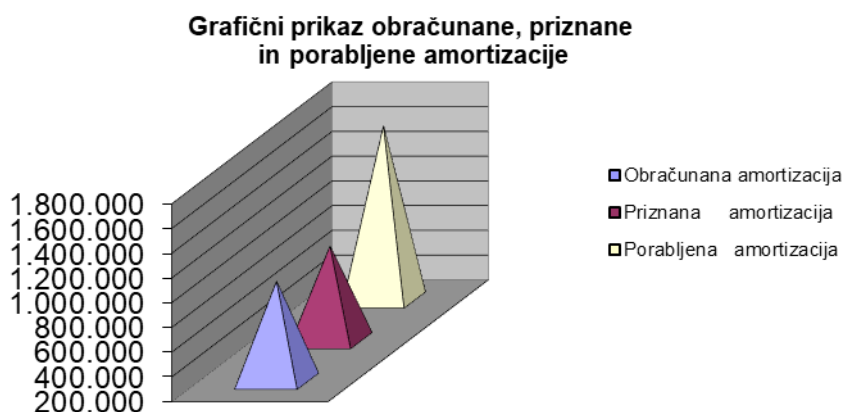 Grafični prikaz obračunane, priznane
in porabljene amortizacije
1.800.000
1.600.000
1.400.000
1.200.000
1.000.000
800.000
600.000
400.000
200.000
Obračunana amortizacija
Priznana amortizacija
Porabljena amortizacija